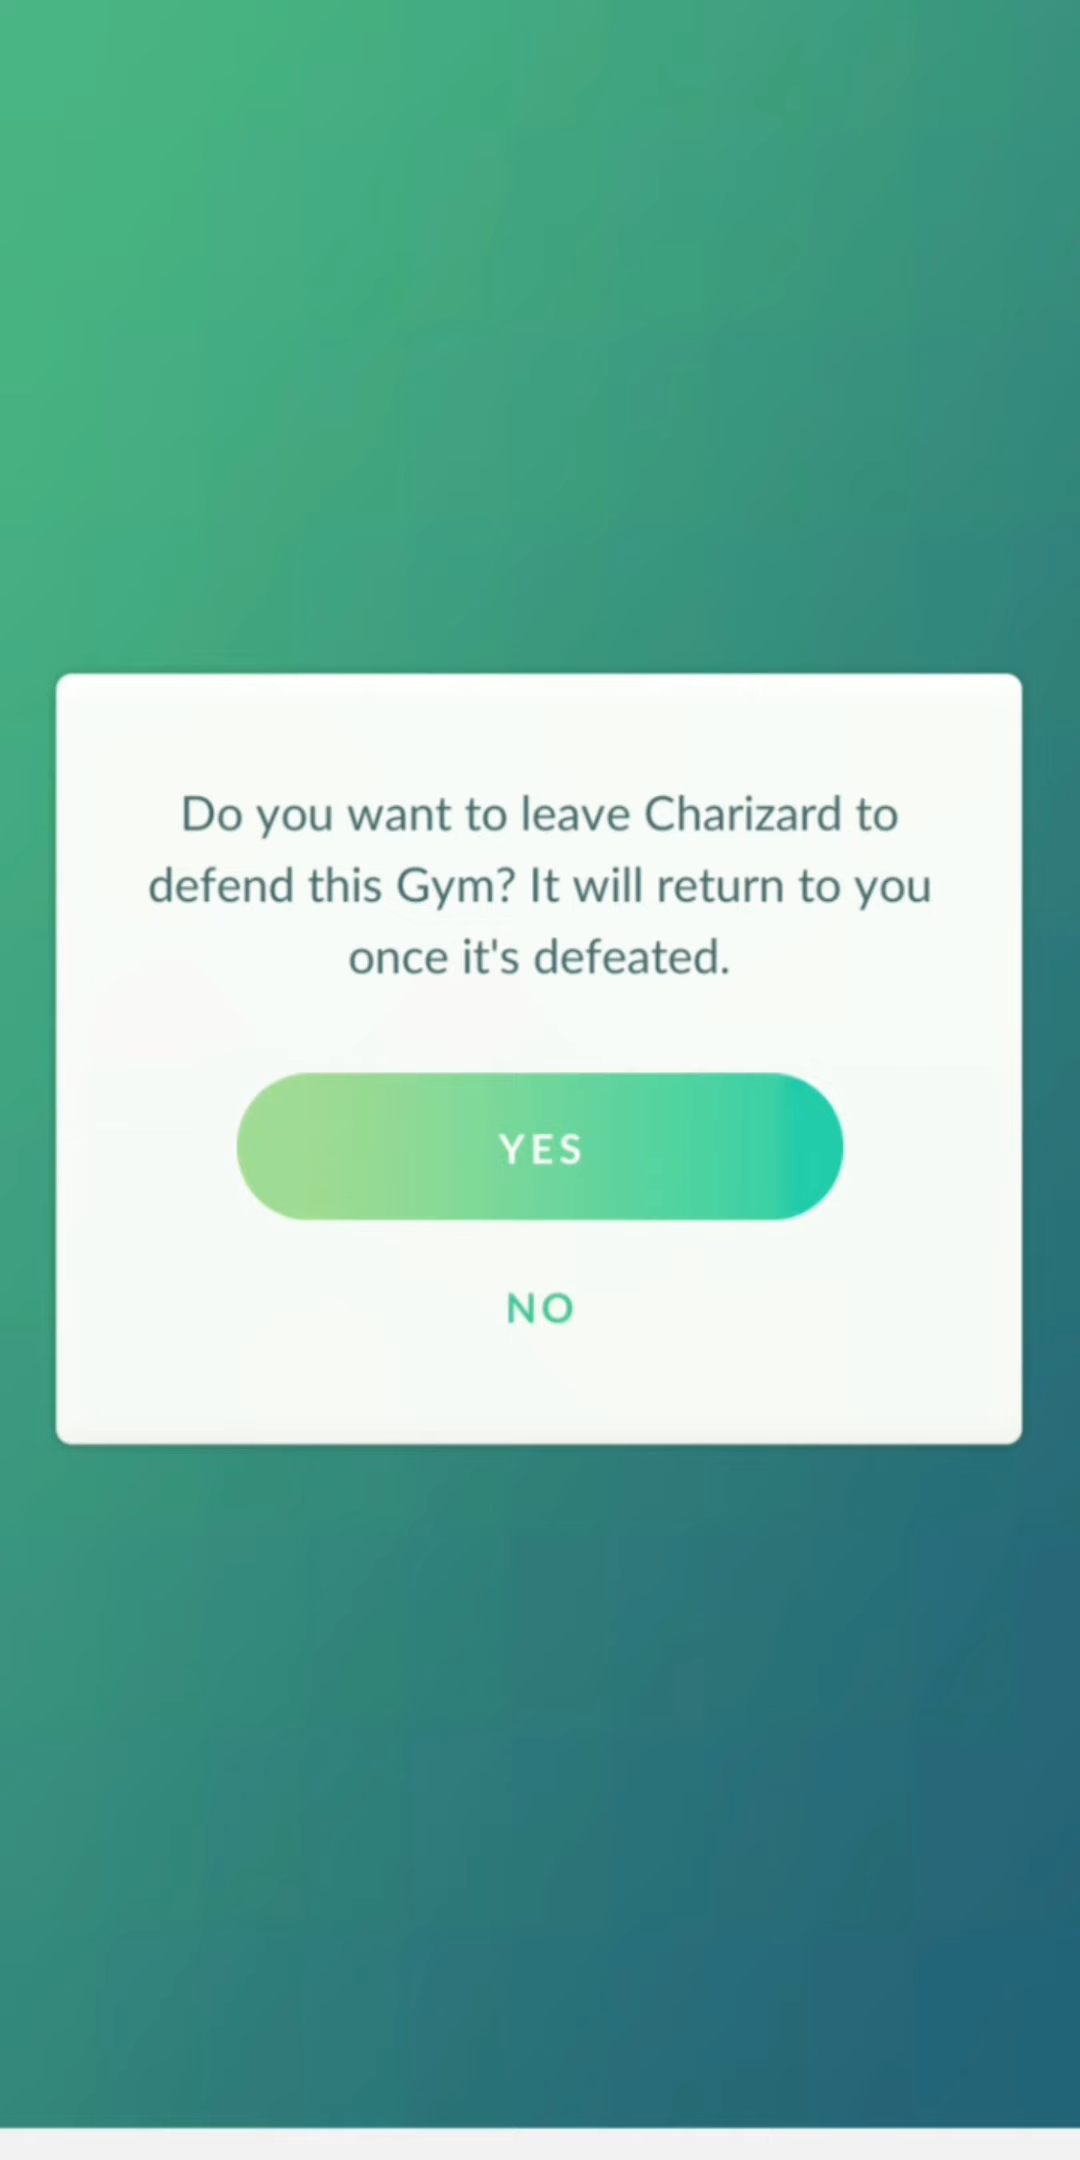 Do you want to leave Charizard to
defend this Gym? It will return to you
once it's defeated.
YES
NO